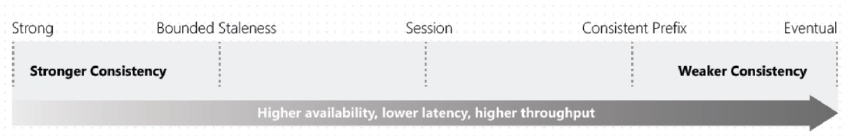 Strong Bounded Staleness Session Consistent Prefix Eventual
Stronger Consistency Weaker Consistency
Higher availability, lower latency, higher throughput